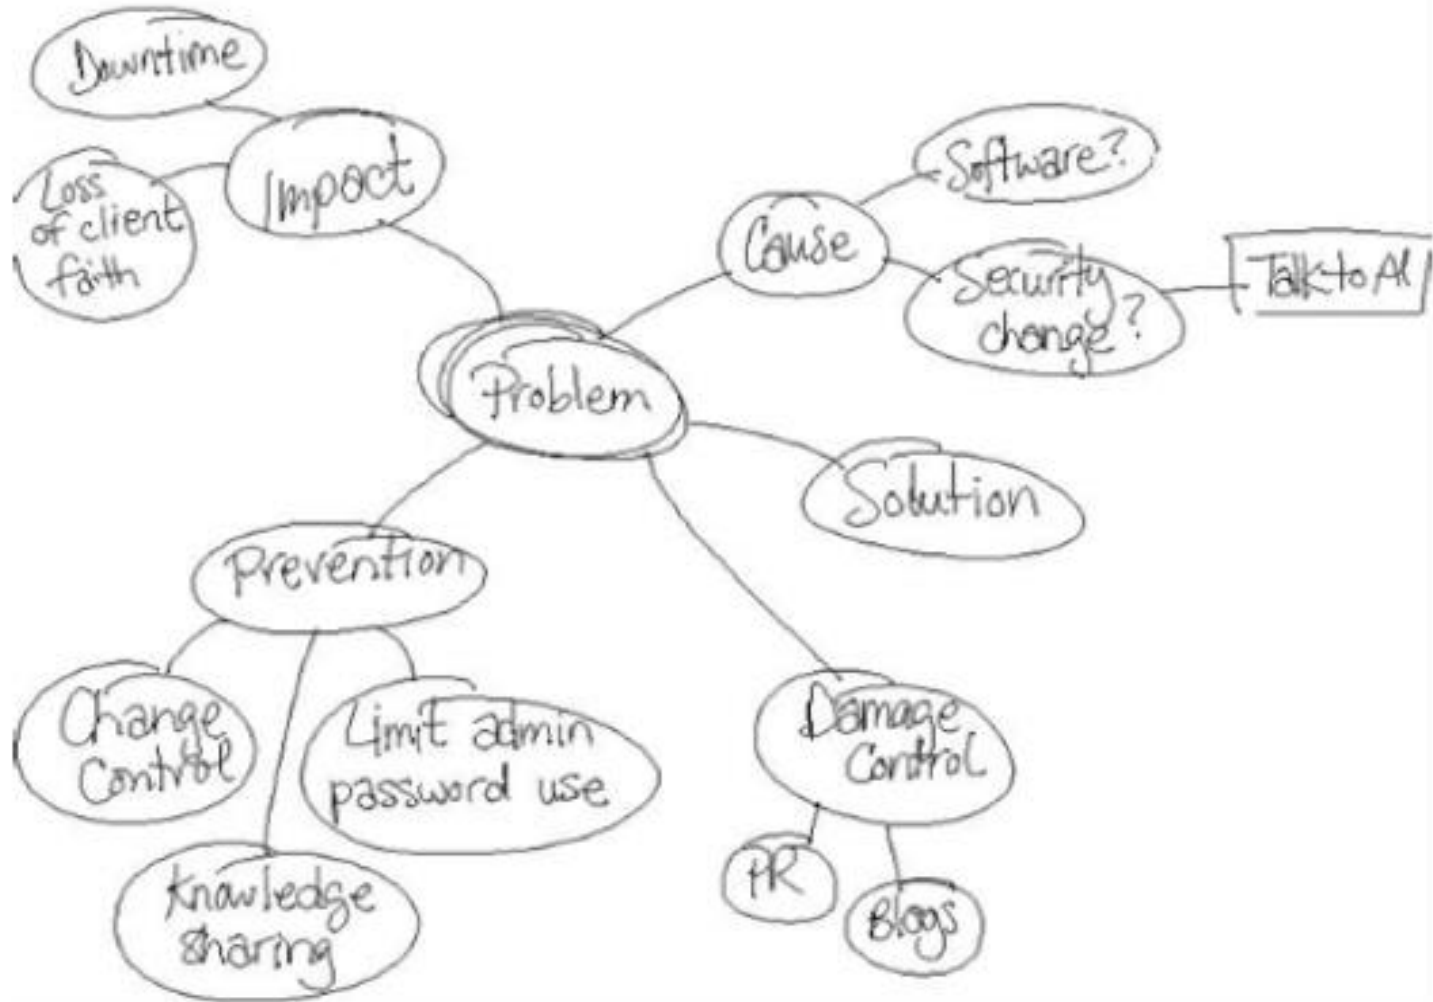 Downtime
Impact
Loss
of client
faith
Software?
Cause
Security
change?
Talk to Al
Problem
Solution
Prevention
Change
Control
Limit admin
password use
Knowledge
sharing
Damage
Control
PR
Blogs